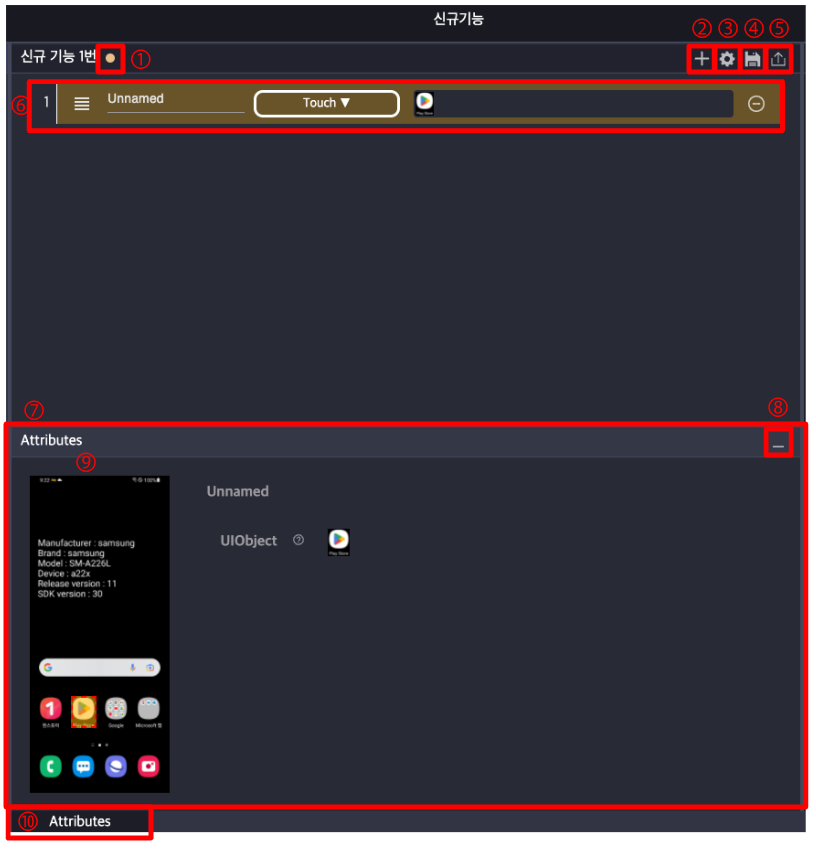 신규기능
② ③ ④ ⑤
신규 기능 1번 ● ①
⑥ 1 Unnamed Touch ▼ Play Store
⑦ ⑧
Attributes
⑨
9:22 100%
Manufacturer : samsung
Brand : samsung
Model : SM-A226L
Device : a22x
Release version : 11
SDK version : 30
Unnamed
UIObject Play Store
원스토어 Play Store Google Microsoft 앱
⑩ Attributes